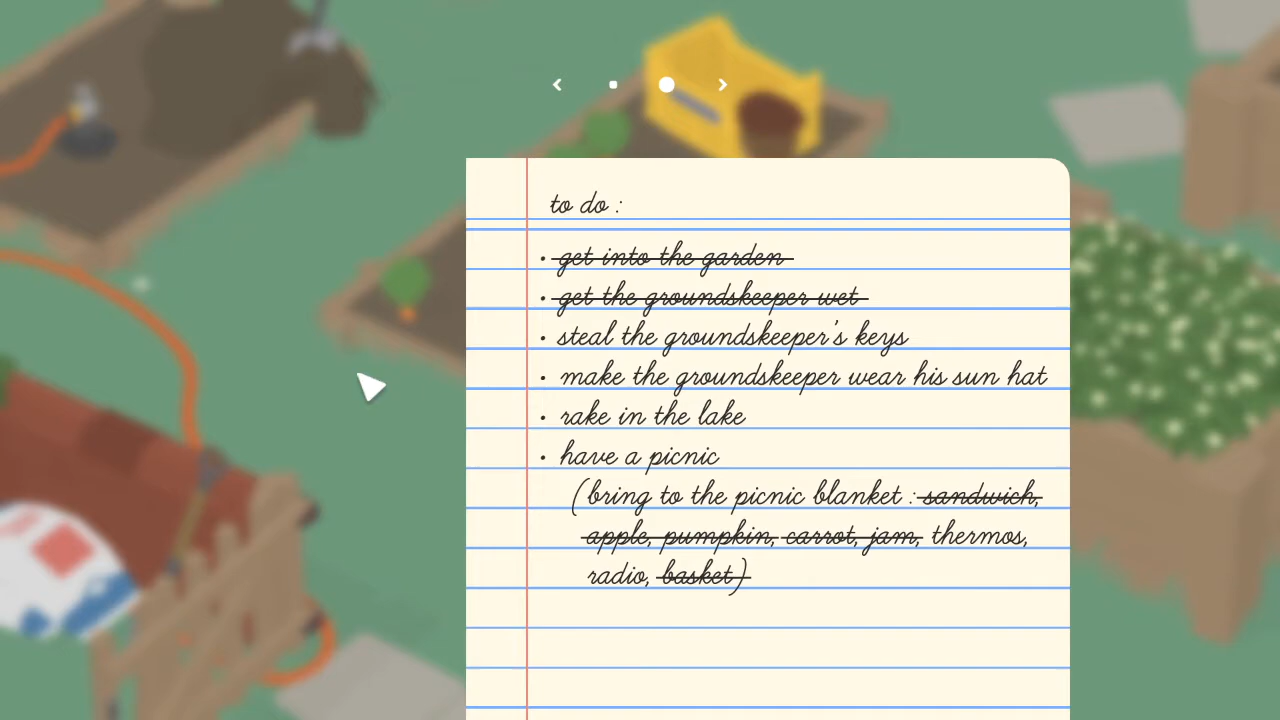 to do :
• get into the garden
• get the groundskeeper wet
• steal the groundskeeper's keys
• make the groundskeeper wear his sun hat
• rake in the lake
• have a picnic
(bring to the picnic blanket : sandwich,
apple, pumpkin, carrot, jam, thermos,
radio, basket)